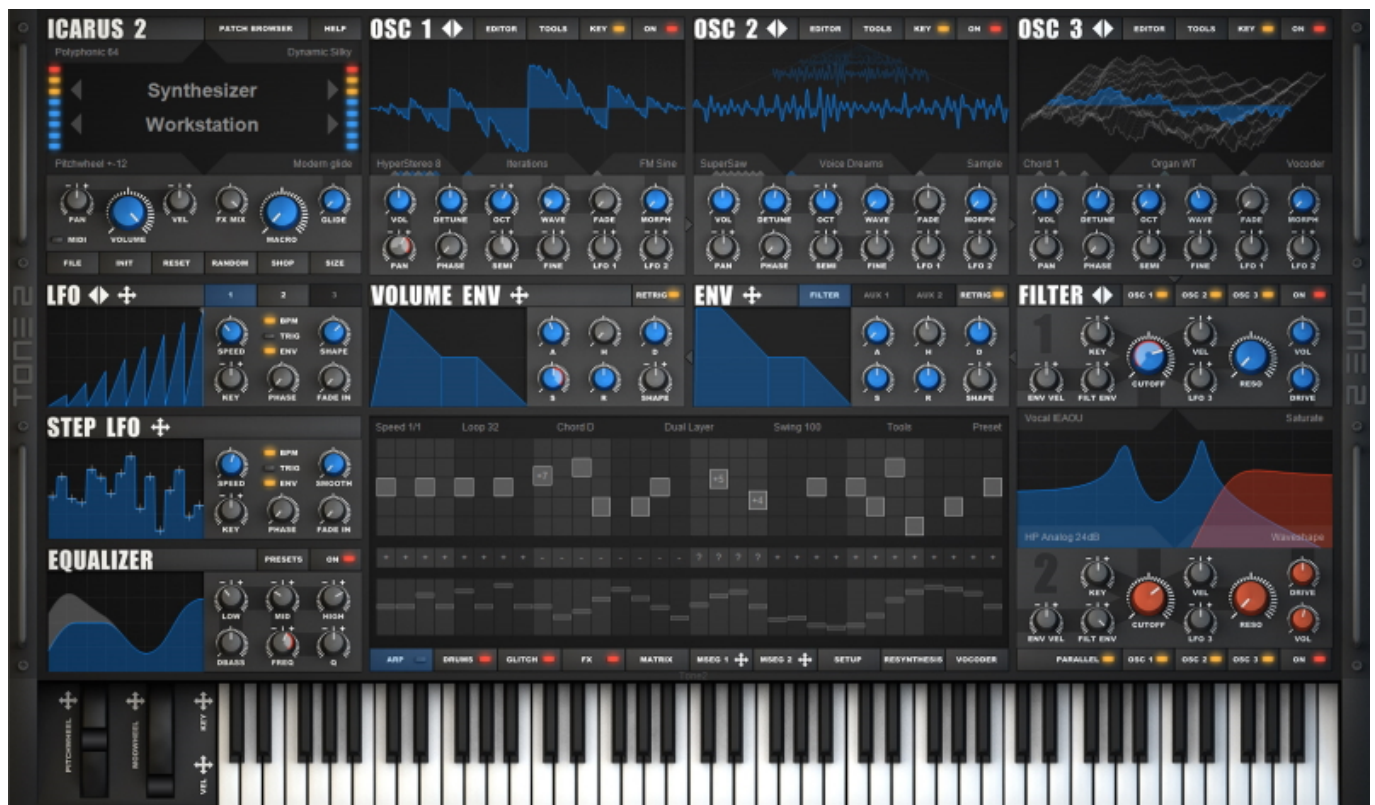 ICARUS 2 PATCH BROWSER HELP
Polyphonic 64 Dynamic Silky
Synthesizer
Workstation
Pitchwheel +-12 Modern glide
PAN VOLUME VEL FX MIX MACRO GLIDE
MIDI
FILE INIT RESET RANDOM SHOP SIZE
OSC 1 EDITOR TOOLS KEY ON
HyperStereo 8 Iterations FM Sine
VOL DETUNE OCT WAVE FADE MORPH
PAN PHASE SEMI FINE LFO 1 LFO 2
OSC 2 EDITOR TOOLS KEY ON
SuperSaw Voice Dreams Sample
VOL DETUNE OCT WAVE FADE MORPH
PAN PHASE SEMI FINE LFO 1 LFO 2
OSC 3 EDITOR TOOLS KEY ON
Chord 1 Organ WT Vocoder
VOL DETUNE OCT WAVE FADE MORPH
PAN PHASE SEMI FINE LFO 1 LFO 2
TONE 2
LFO 1 2 3
BPM
TRIG
ENV
SPEED SHAPE
KEY PHASE FADE IN
VOLUME ENV RETRIG
A H D
S R SHAPE
ENV FILTER AUX 1 AUX 2 RETRIG
A H D
S R SHAPE
FILTER OSC 1 OSC 2 OSC 3 ON
1
KEY CUTOFF VEL RESO VOL
ENV VEL FILT ENV LFO 3 DRIVE
TONE 2
STEP LFO
BPM
TRIG
ENV
SPEED SMOOTH
KEY PHASE FADE IN
Speed 1/1 Loop 32 Chord D Dual Layer Swing 100 Tools Preset
+7 +5 +4
+ + + + + + + + - - - - - - - - ? ? ? ? + + + + + + + + + + + +
Vocal IEAOU Saturate
HP Analog 24dB Waveshape
2
KEY CUTOFF VEL RESO DRIVE
ENV VEL FILT ENV LFO 3 VOL
PARALLEL OSC 1 OSC 2 OSC 3 ON
EQUALIZER PRESETS ON
LOW MID HIGH
DBASS FREQ Q
ARP DRUMS GLITCH FX MATRIX MSEG 1 MSEG 2 SETUP RESYNTHESIS VOCODER
Tone2
PITCHWHEEL
MODWHEEL
KEY
VEL